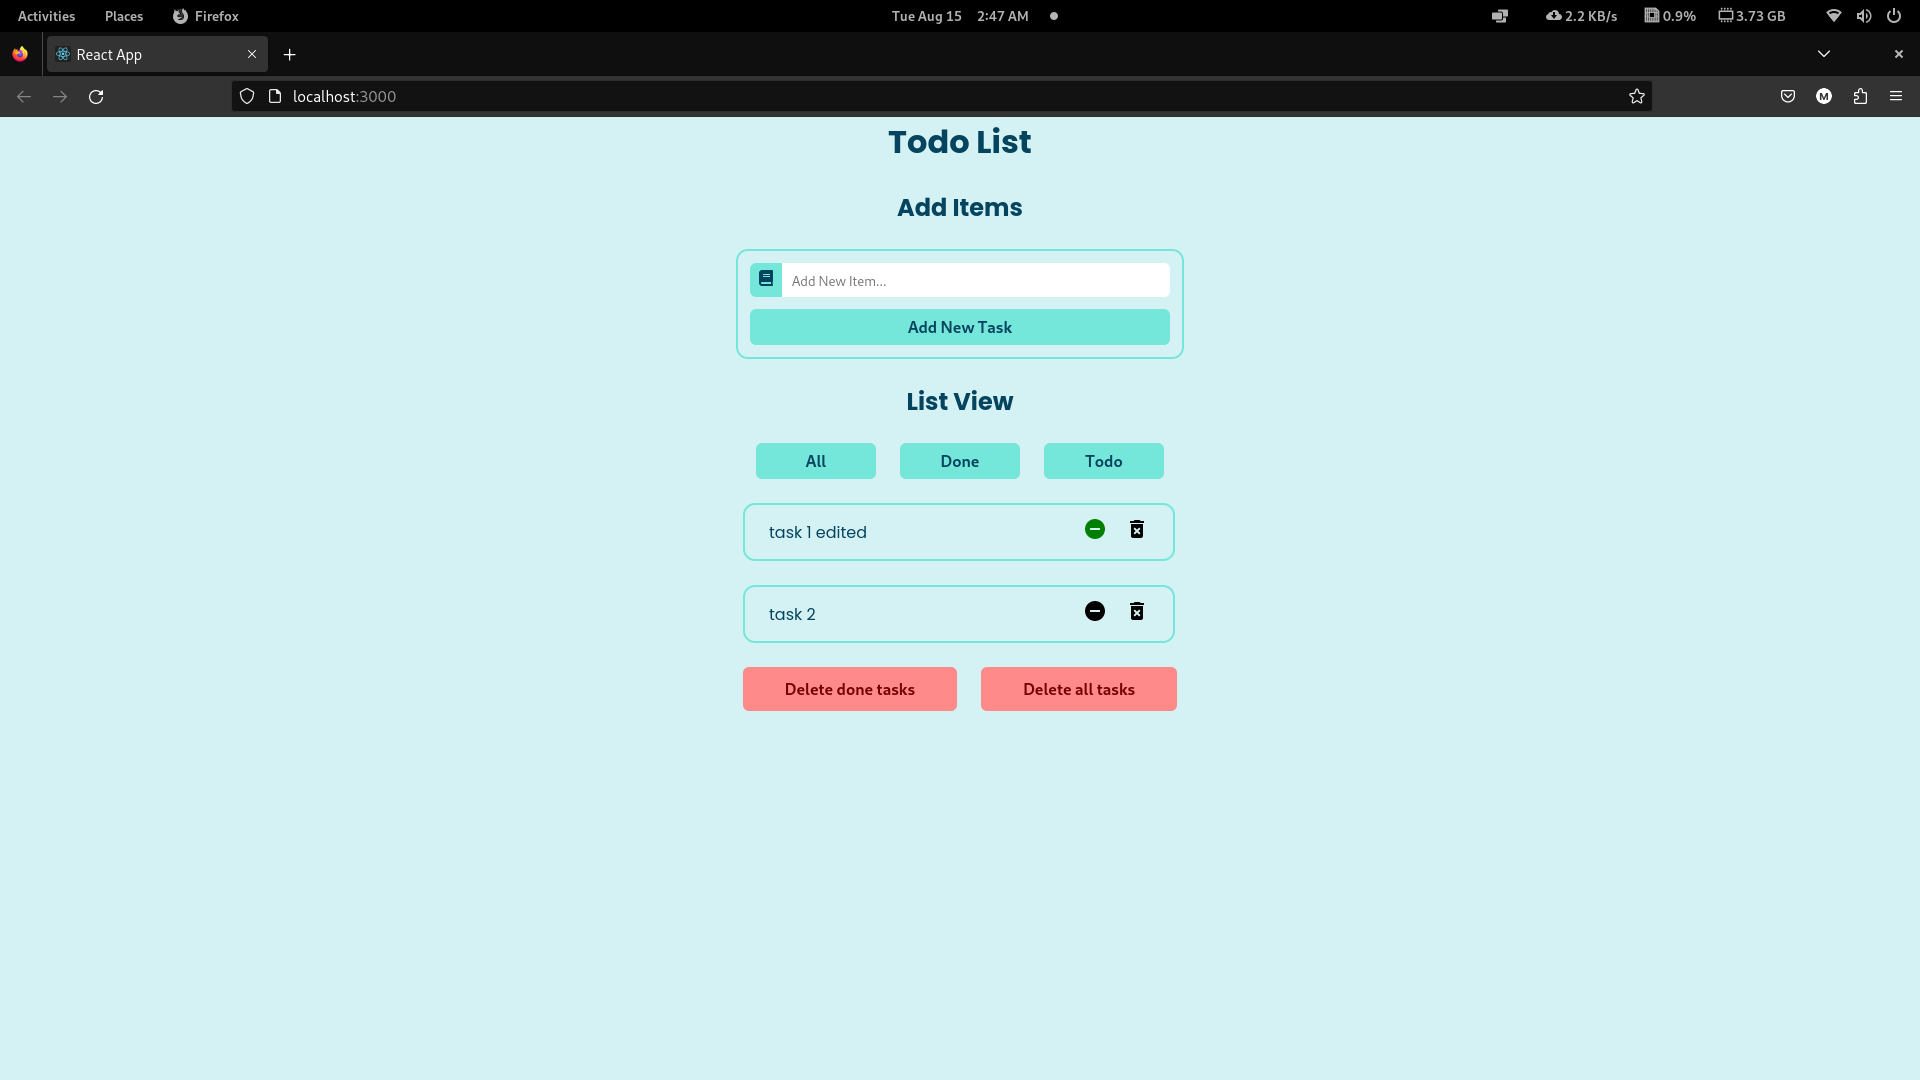 Activities Places Firefox Tue Aug 15 2:47 AM 2.2 KB/s 0.9% 3.73 GB
React App
localhost:3000 M
Todo List
Add Items
Add New Item...
Add New Task
List View
All Done Todo
task 1 edited
task 2
Delete done tasks Delete all tasks